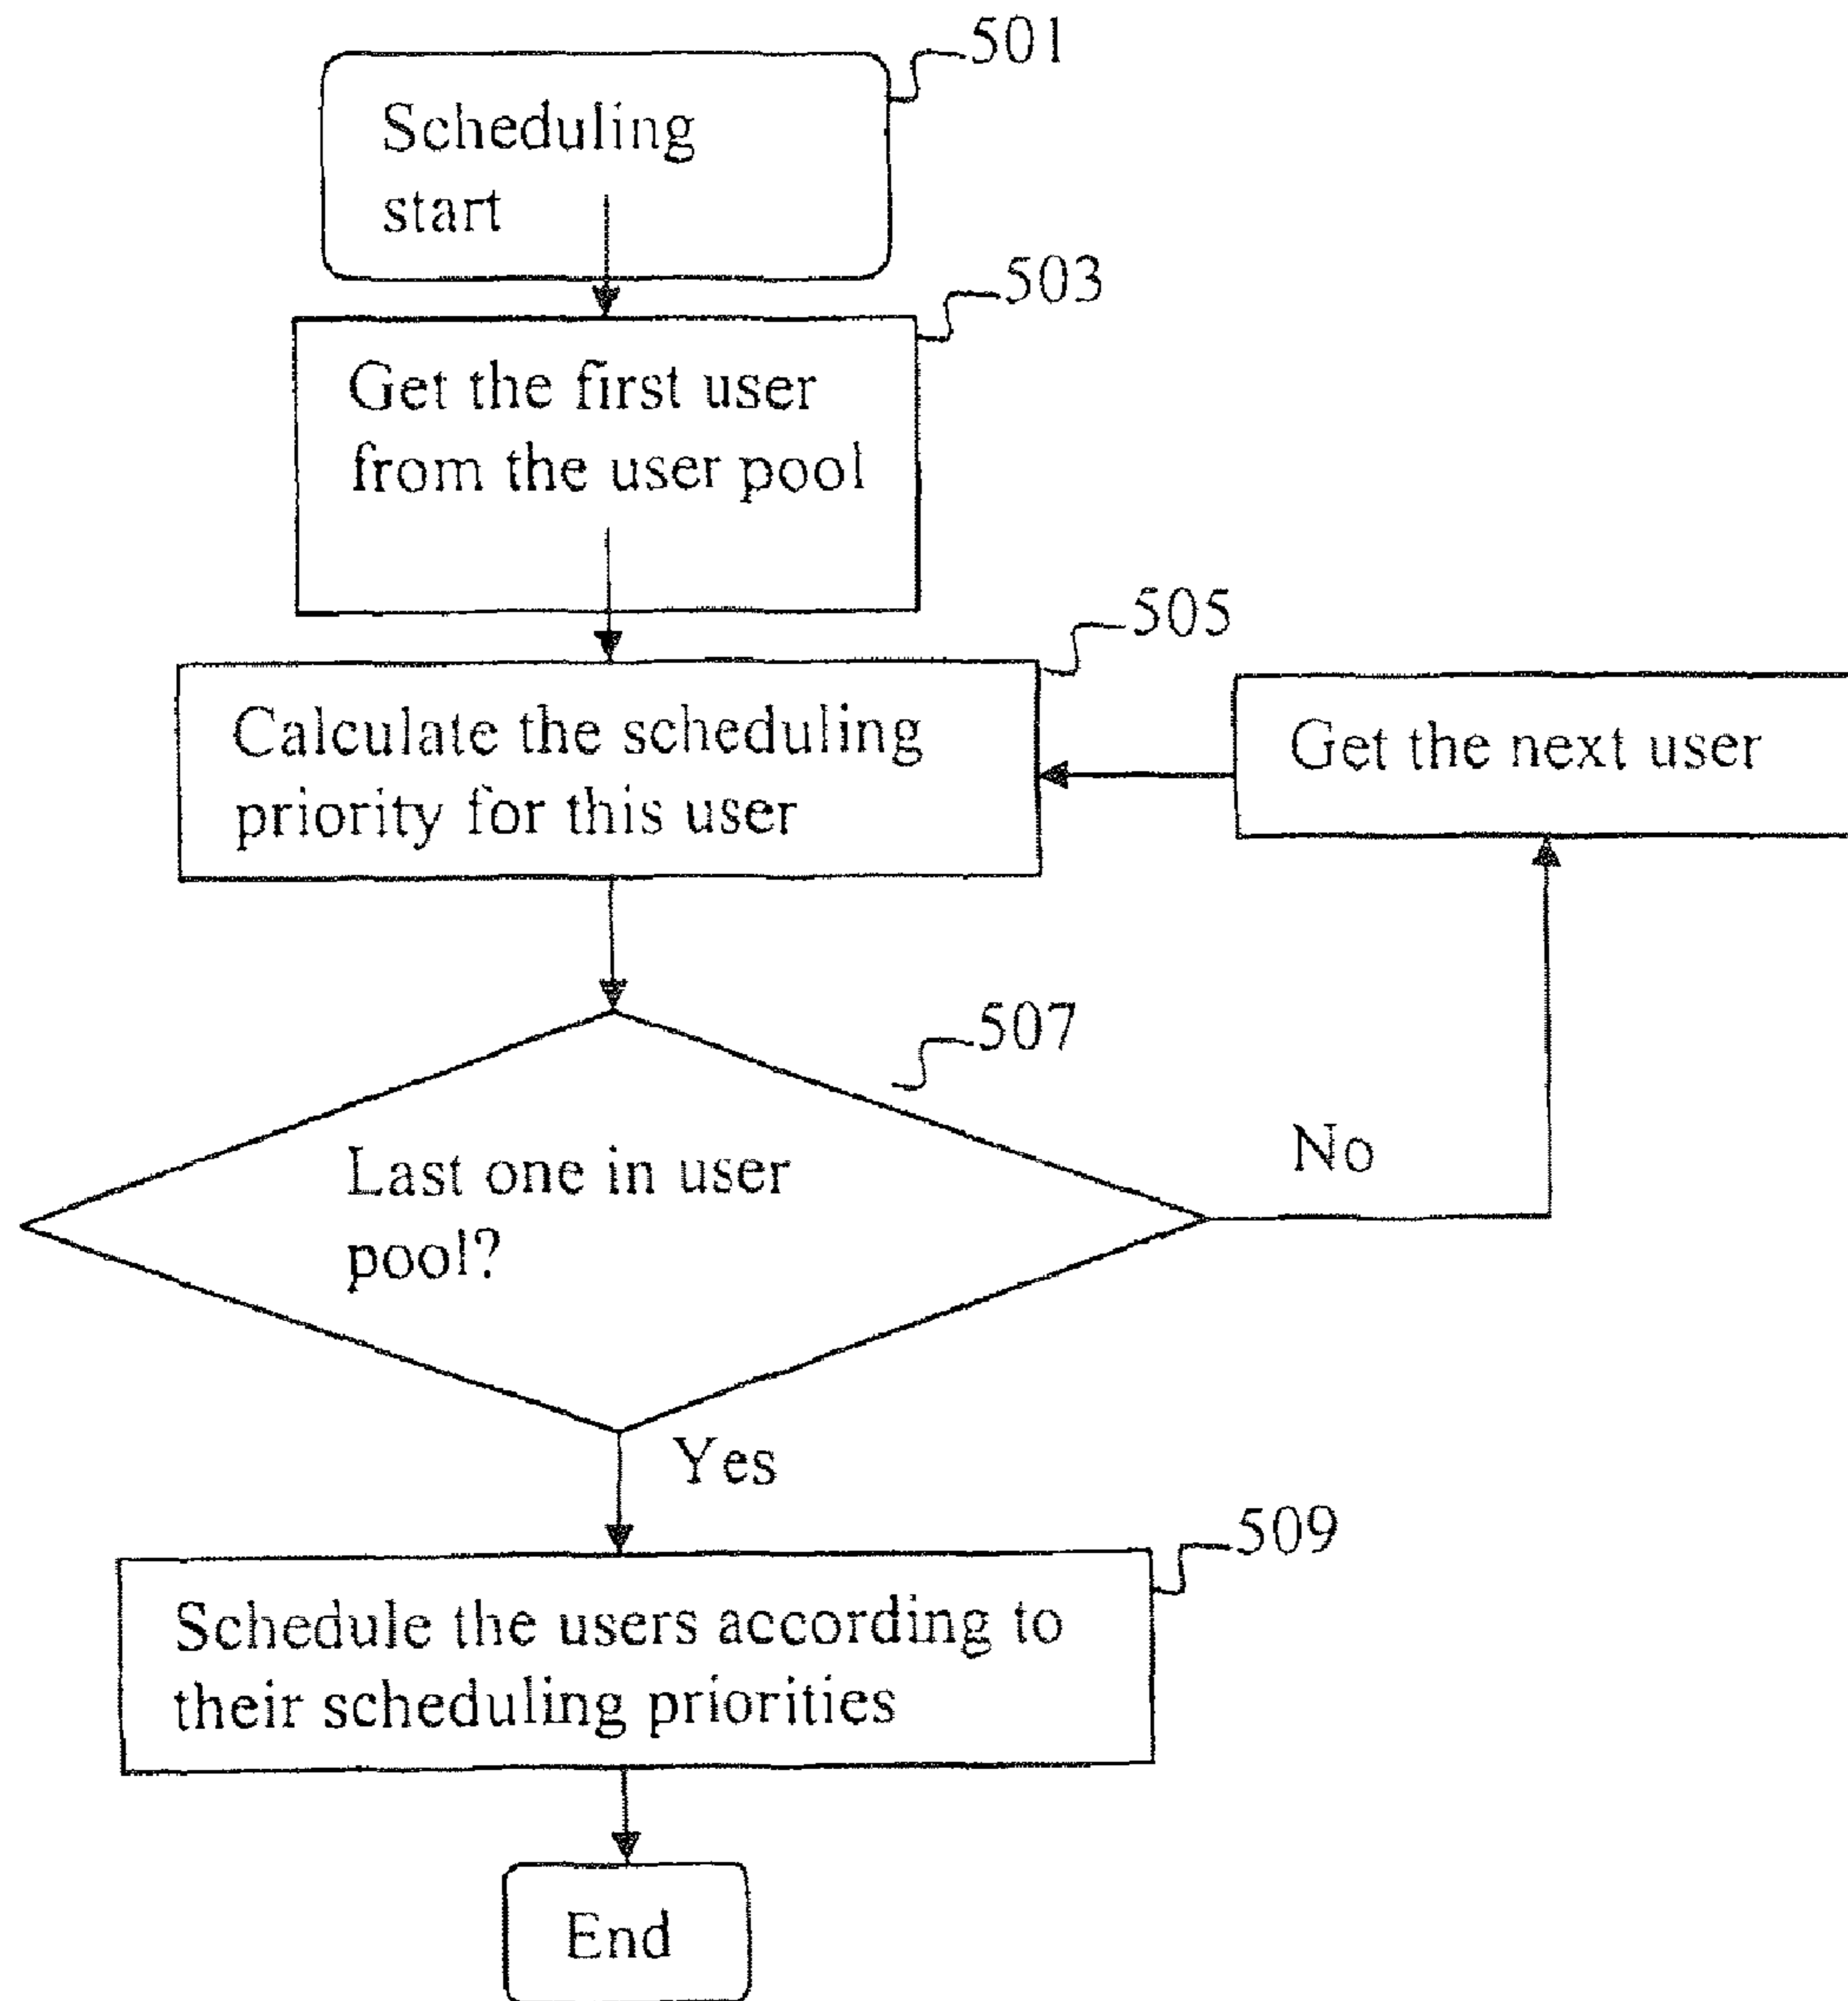 501
Scheduling
start
503
Get the first user
from the user pool
505
Calculate the scheduling
priority for this user
Get the next user
507
Last one in user
pool?
No
Yes
509
Schedule the users according to
their scheduling priorities
End